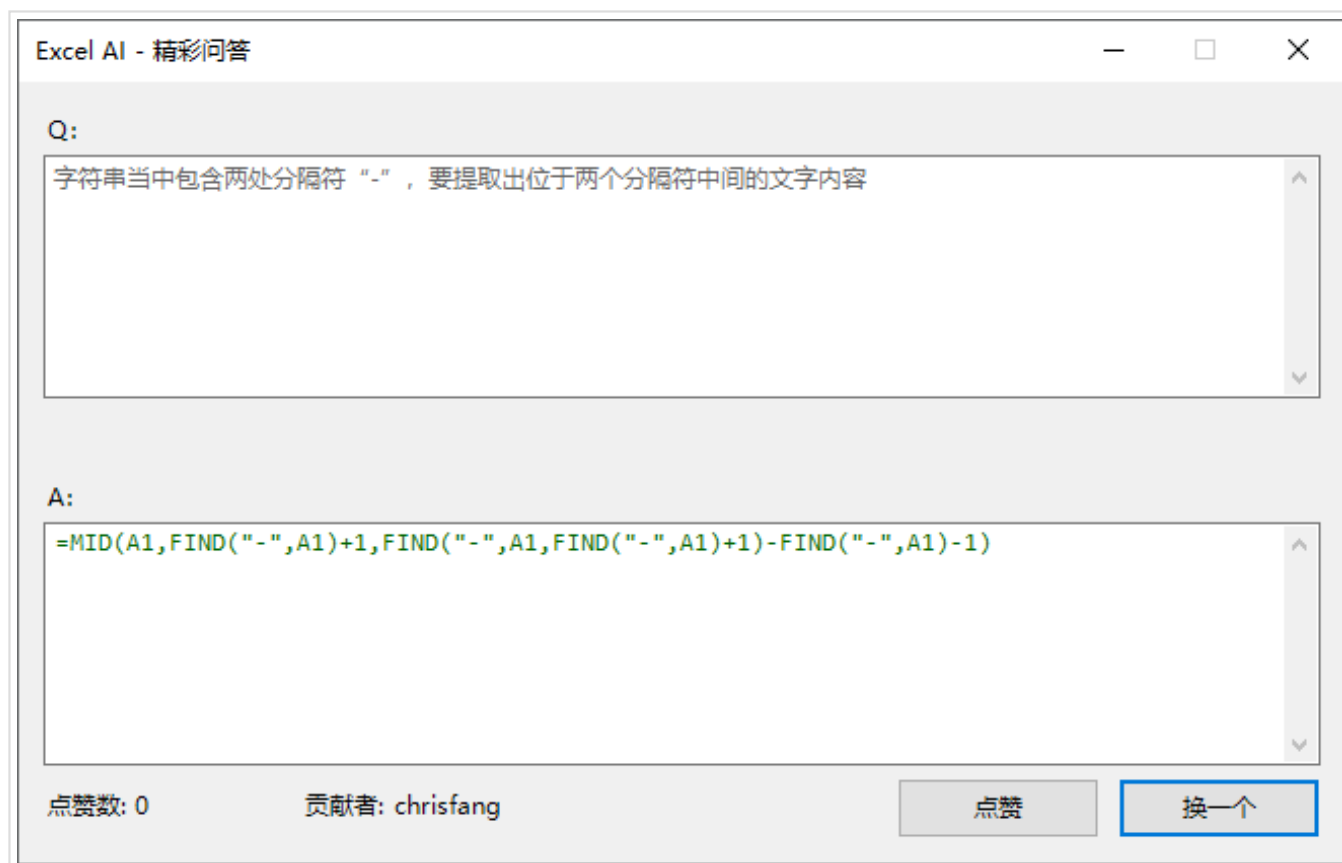 Excel AI - 精彩问答
Q:
字符串当中包含两处分隔符“-”，要提取出位于两个分隔符中间的文字内容
A:
=MID(A1,FIND("-",A1)+1,FIND("-",A1,FIND("-",A1)+1)-FIND("-",A1)-1)
点赞数: 0 贡献者: chrisfang 点赞 换一个